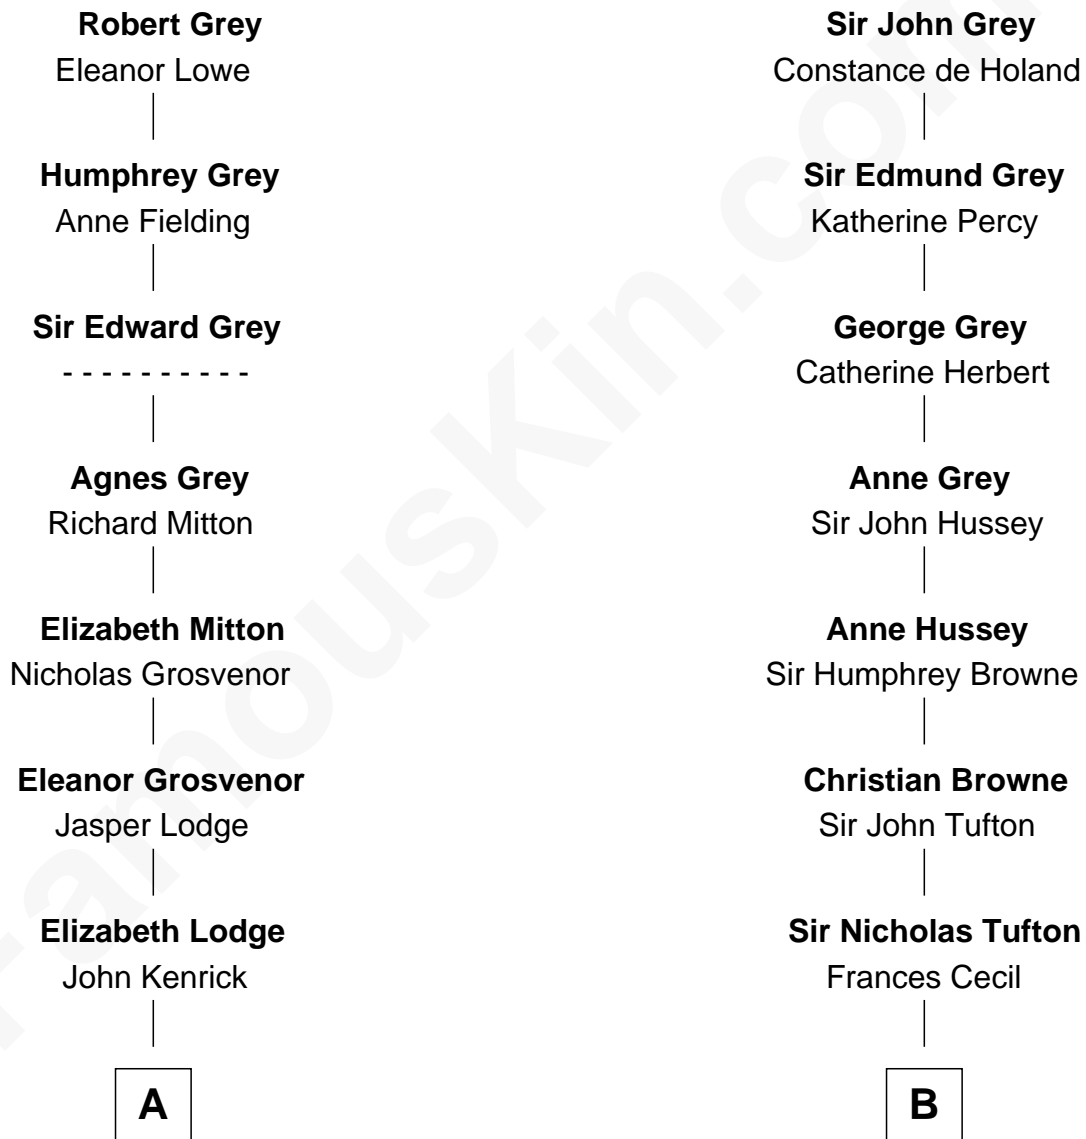 Robert Grey
Eleanor Lowe
Humphrey Grey
Anne Fielding
Sir Edward Grey
- - - - - - - - - -
Agnes Grey
Richard Mitton
Elizabeth Mitton
Nicholas Grosvenor
Eleanor Grosvenor
Jasper Lodge
Elizabeth Lodge
John Kenrick
A
Sir John Grey
Constance de Holand
Sir Edmund Grey
Katherine Percy
George Grey
Catherine Herbert
Anne Grey
Sir John Hussey
Anne Hussey
Sir Humphrey Browne
Christian Browne
Sir John Tufton
Sir Nicholas Tufton
Frances Cecil
B
FamousKin.com